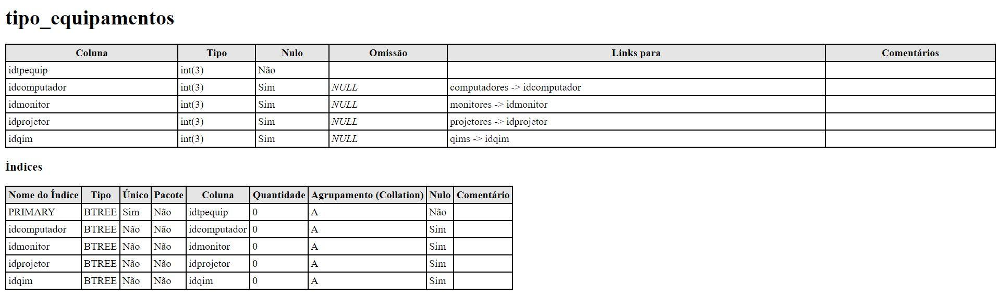 tipo_equipamentos
Coluna Tipo Nulo Omissão Links para Comentários
idtpequip int(3) Não
idcomputador int(3) Sim NULL computadores -> idcomputador
idmonitor int(3) Sim NULL monitores -> idmonitor
idprojetor int(3) Sim NULL projetores -> idprojetor
idqim int(3) Sim NULL qims -> idqim
Índices
Nome do Índice Tipo Único Pacote Coluna Quantidade Agrupamento (Collation) Nulo Comentário
PRIMARY BTREE Sim Não idtpequip 0 A Não
idcomputador BTREE Não Não idcomputador 0 A Sim
idmonitor BTREE Não Não idmonitor 0 A Sim
idprojetor BTREE Não Não idprojetor 0 A Sim
idqim BTREE Não Não idqim 0 A Sim